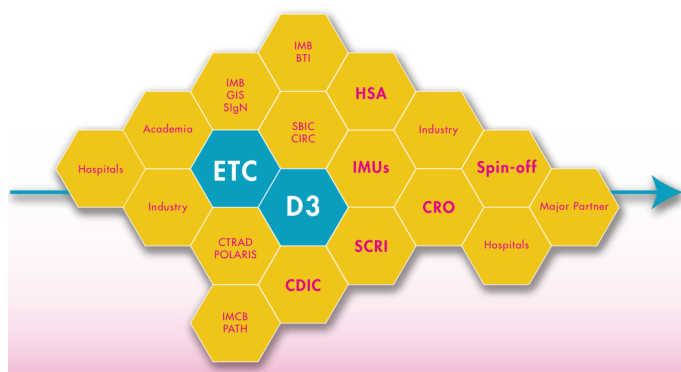 IMB
BTI
IMB
GIS
SIgN
HSA
Academia
SBIC
CIRC
Industry
Hospitals
ETC
IMUs
Spin-off
Industry
D3
CRO
Major Partner
CTRAD
POLARIS
SCRI
Hospitals
CDIC
IMCB
PATH